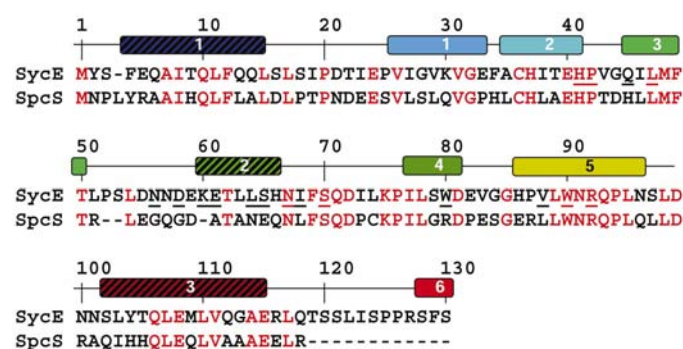 1 10 20 30 40
1 1 2 3
SycE MYS-FEQAITQLFQQLSLSIPDTIEPVIGVKVGEFACHITEHPVGQILMF
SpcS MNPLYRAAIHQLFLALDLPTPNDEESVLSLQVGPHLCHLAEHPTDHLLMF
50 60 70 80 90
2 4 5
SycE TLPSLDNNDEKETLLSHNIFSQDILKPILSWDEVGGHPVLWNRQPLNSLD
SpcS TR--LEGQGD-ATANEQNLFSQDPCKPILGRDPESGERLLWNRQPLQLLD
100 110 120 130
3 6
SycE NNSLYTQLEMLVQGAERLQTSSLISPPRSFS
SpcS RAQIHHQLEQLVAAAEELR------------